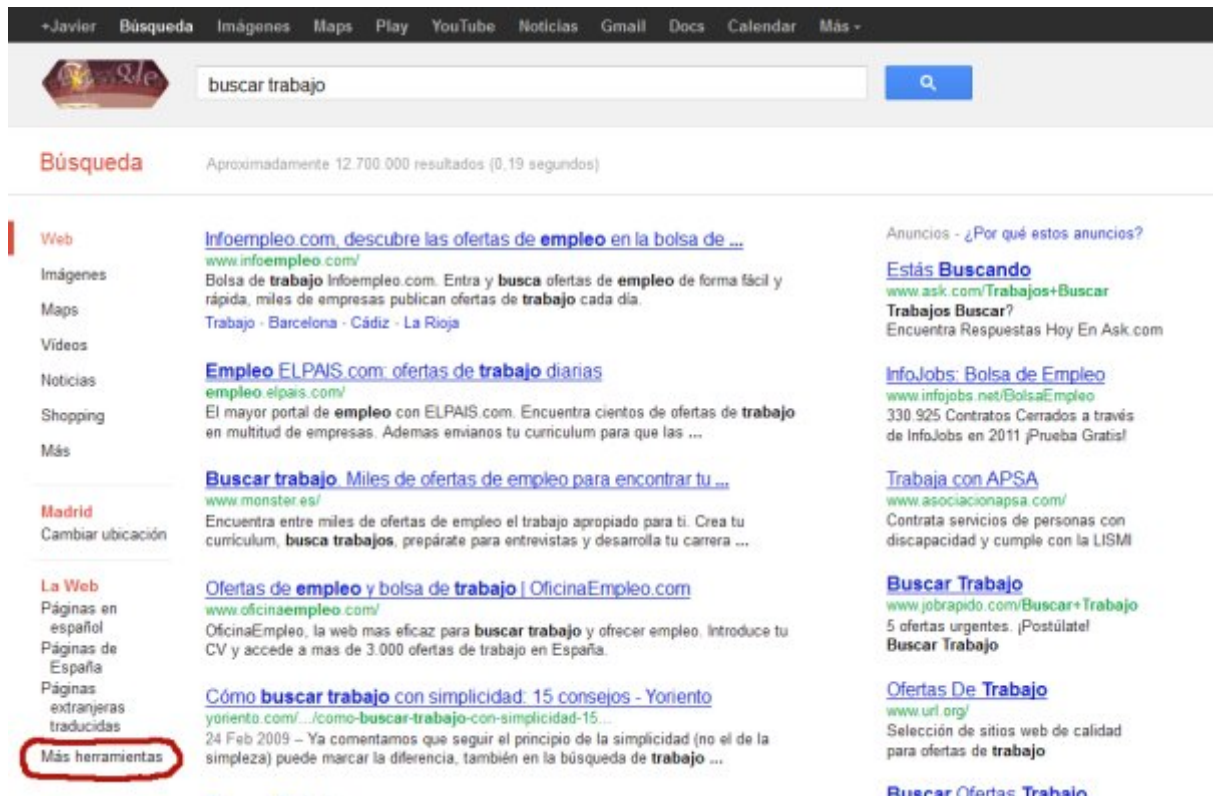 +Javier Búsqueda Imágenes Maps Play YouTube Noticias Gmail Docs Calendar Más
buscar trabajo
Búsqueda
Aproximadamente 12.700.000 resultados (0,19 segundos)
Web
Imágenes
Maps
Vídeos
Noticias
Shopping
Más
Madrid
Cambiar ubicación
La Web
Páginas en
español
Páginas de
España
Páginas
extranjeras
traducidas
Más herramientas
Infoempleo.com, descubre las ofertas de empleo en la bolsa de ...
www.infoempleo.com/
Bolsa de trabajo Infoempleo.com. Entra y busca ofertas de empleo de forma fácil y
rápida, miles de empresas publican ofertas de trabajo cada día.
Trabajo - Barcelona - Cádiz - La Rioja
Empleo ELPAIS.com: ofertas de trabajo diarias
empleo.elpais.com/
El mayor portal de empleo con ELPAIS.com. Encuentra cientos de ofertas de trabajo
en multitud de empresas. Ademas envianos tu curriculum para que las ...
Buscar trabajo. Miles de ofertas de empleo para encontrar tu ...
www.monster.es/
Encuentra entre miles de ofertas de empleo el trabajo apropiado para ti. Crea tu
curriculum, busca trabajos, prepárate para entrevistas y desarrolla tu carrera ...
Ofertas de empleo y bolsa de trabajo | OficinaEmpleo.com
www.oficinaempleo.com/
OficinaEmpleo, la web mas eficaz para buscar trabajo y ofrecer empleo. Introduce tu
CV y accede a mas de 3.000 ofertas de trabajo en España.
Cómo buscar trabajo con simplicidad: 15 consejos - Yoriento
yoriento.com/.../como-buscar-trabajo-con-simplicidad-15...
24 Feb 2009 – Ya comentamos que seguir el principio de la simplicidad (no el de la
simpleza) puede marcar la diferencia, también en la búsqueda de trabajo ...
Anuncios - ¿Por qué estos anuncios?
Estás Buscando
www.ask.com/Trabajos+Buscar
Trabajos Buscar?
Encuentra Respuestas Hoy En Ask.com
InfoJobs: Bolsa de Empleo
www.infojobs.net/BolsaEmpleo
330.925 Contratos Cerrados a través
de InfoJobs en 2011 ¡Prueba Gratis!
Trabaja con APSA
www.asociacionapsa.com/
Contrata servicios de personas con
discapacidad y cumple con la LISMI
Buscar Trabajo
www.jobrapido.com/Buscar+Trabajo
5 ofertas urgentes. ¡Postúlate!
Buscar Trabajo
Ofertas De Trabajo
www.url.org/
Selección de sitios web de calidad
para ofertas de trabajo
Buscar Ofertas Trabajo